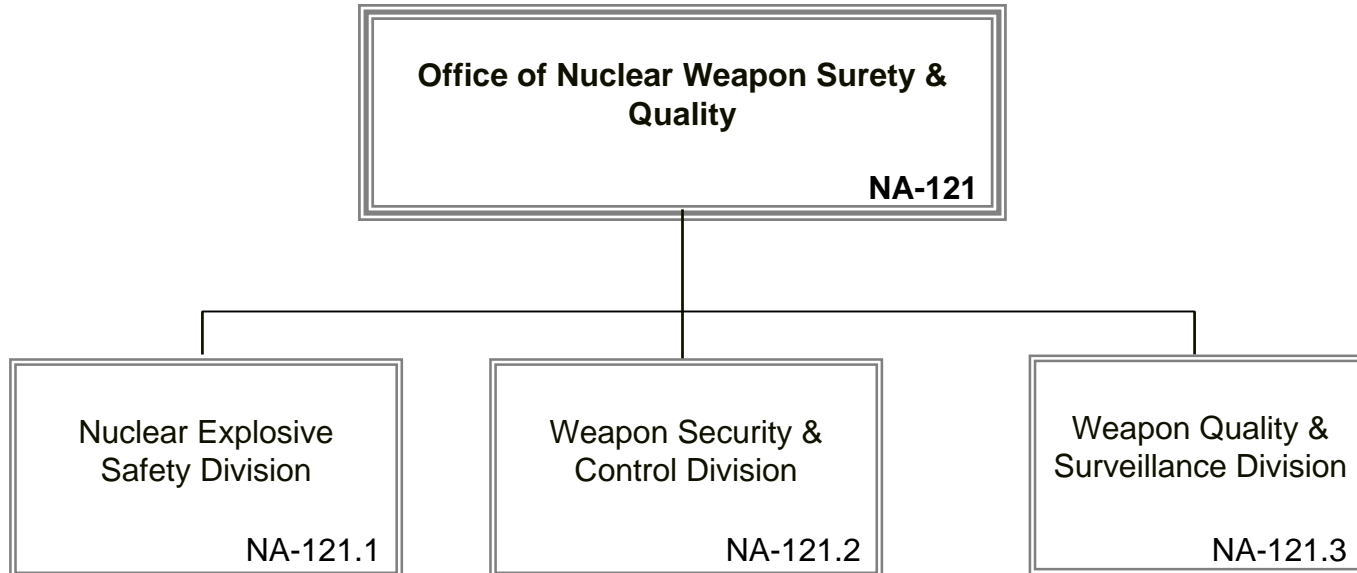 Office of Nuclear Weapon Surety &
Quality
NA-121
Nuclear Explosive
Safety Division
NA-121.1
Weapon Security &
Control Division
NA-121.2
Weapon Quality &
Surveillance Division
NA-121.3